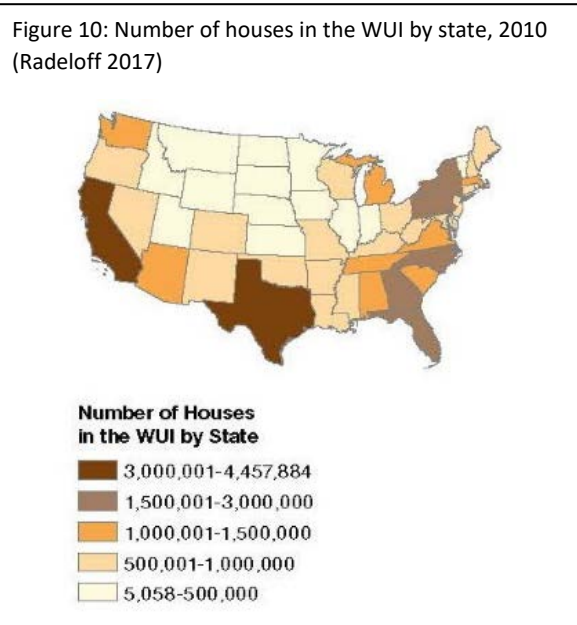 Figure 10: Number of houses in the WUI by state, 2010
(Radeloff 2017)
Number of Houses
in the WUI by State
3,000,001-4,457,884
1,500,001-3,000,000
1,000,001-1,500,000
500,001-1,000,000
5,058-500,000